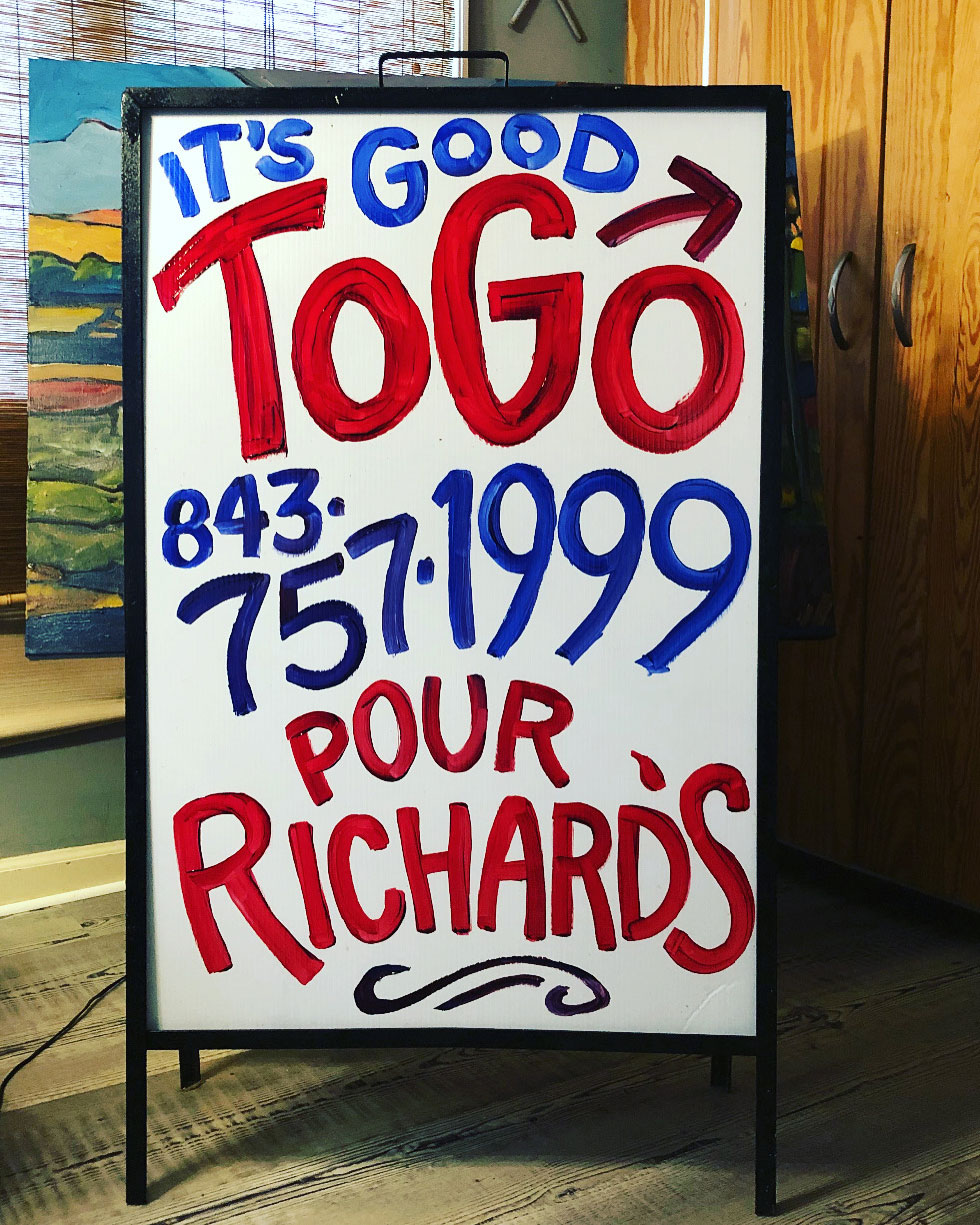 IT'S GOOD
TOGO
843.
757.1999
POUR
RICHARD'S